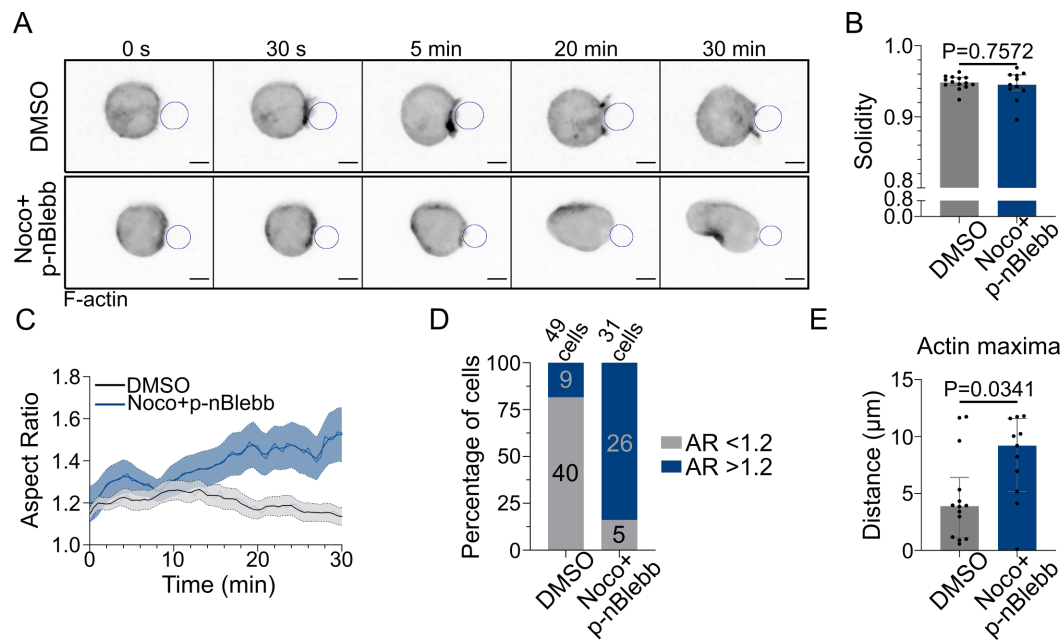 A
0 s
30 s
5 min
20 min
30 min
DMSO
Noco+
p-nBlebb
F-actin
B
P=0.7572
Solidity
1.0
0.9
0.8
0.8
0.0
DMSO
Noco+
p-nBlebb
C
DMSO
Noco+p-nBlebb
Aspect Ratio
1.8
1.6
1.4
1.2
1.0
0
10
20
30
Time (min)
D
49
cells
31
cells
Percentage of cells
100
75
50
25
0
9
40
26
5
DMSO
Noco+
p-nBlebb
AR <1.2
AR >1.2
E
Actin maxima
P=0.0341
Distance (µm)
15
10
5
0
DMSO
Noco+
p-nBlebb